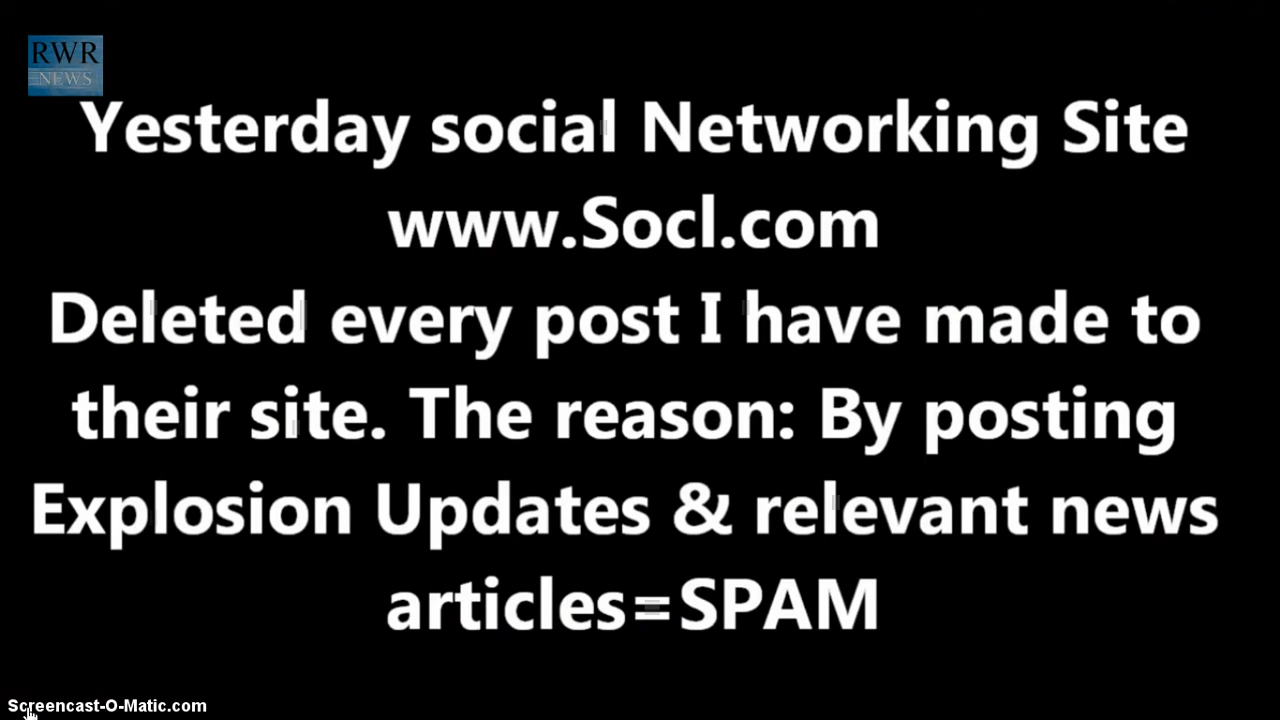 RWR
NEWS
Yesterday social Networking Site
www.Socl.com
Deleted every post I have made to
their site. The reason: By posting
Explosion Updates & relevant news
articles=SPAM
Screencast-O-Matic.com